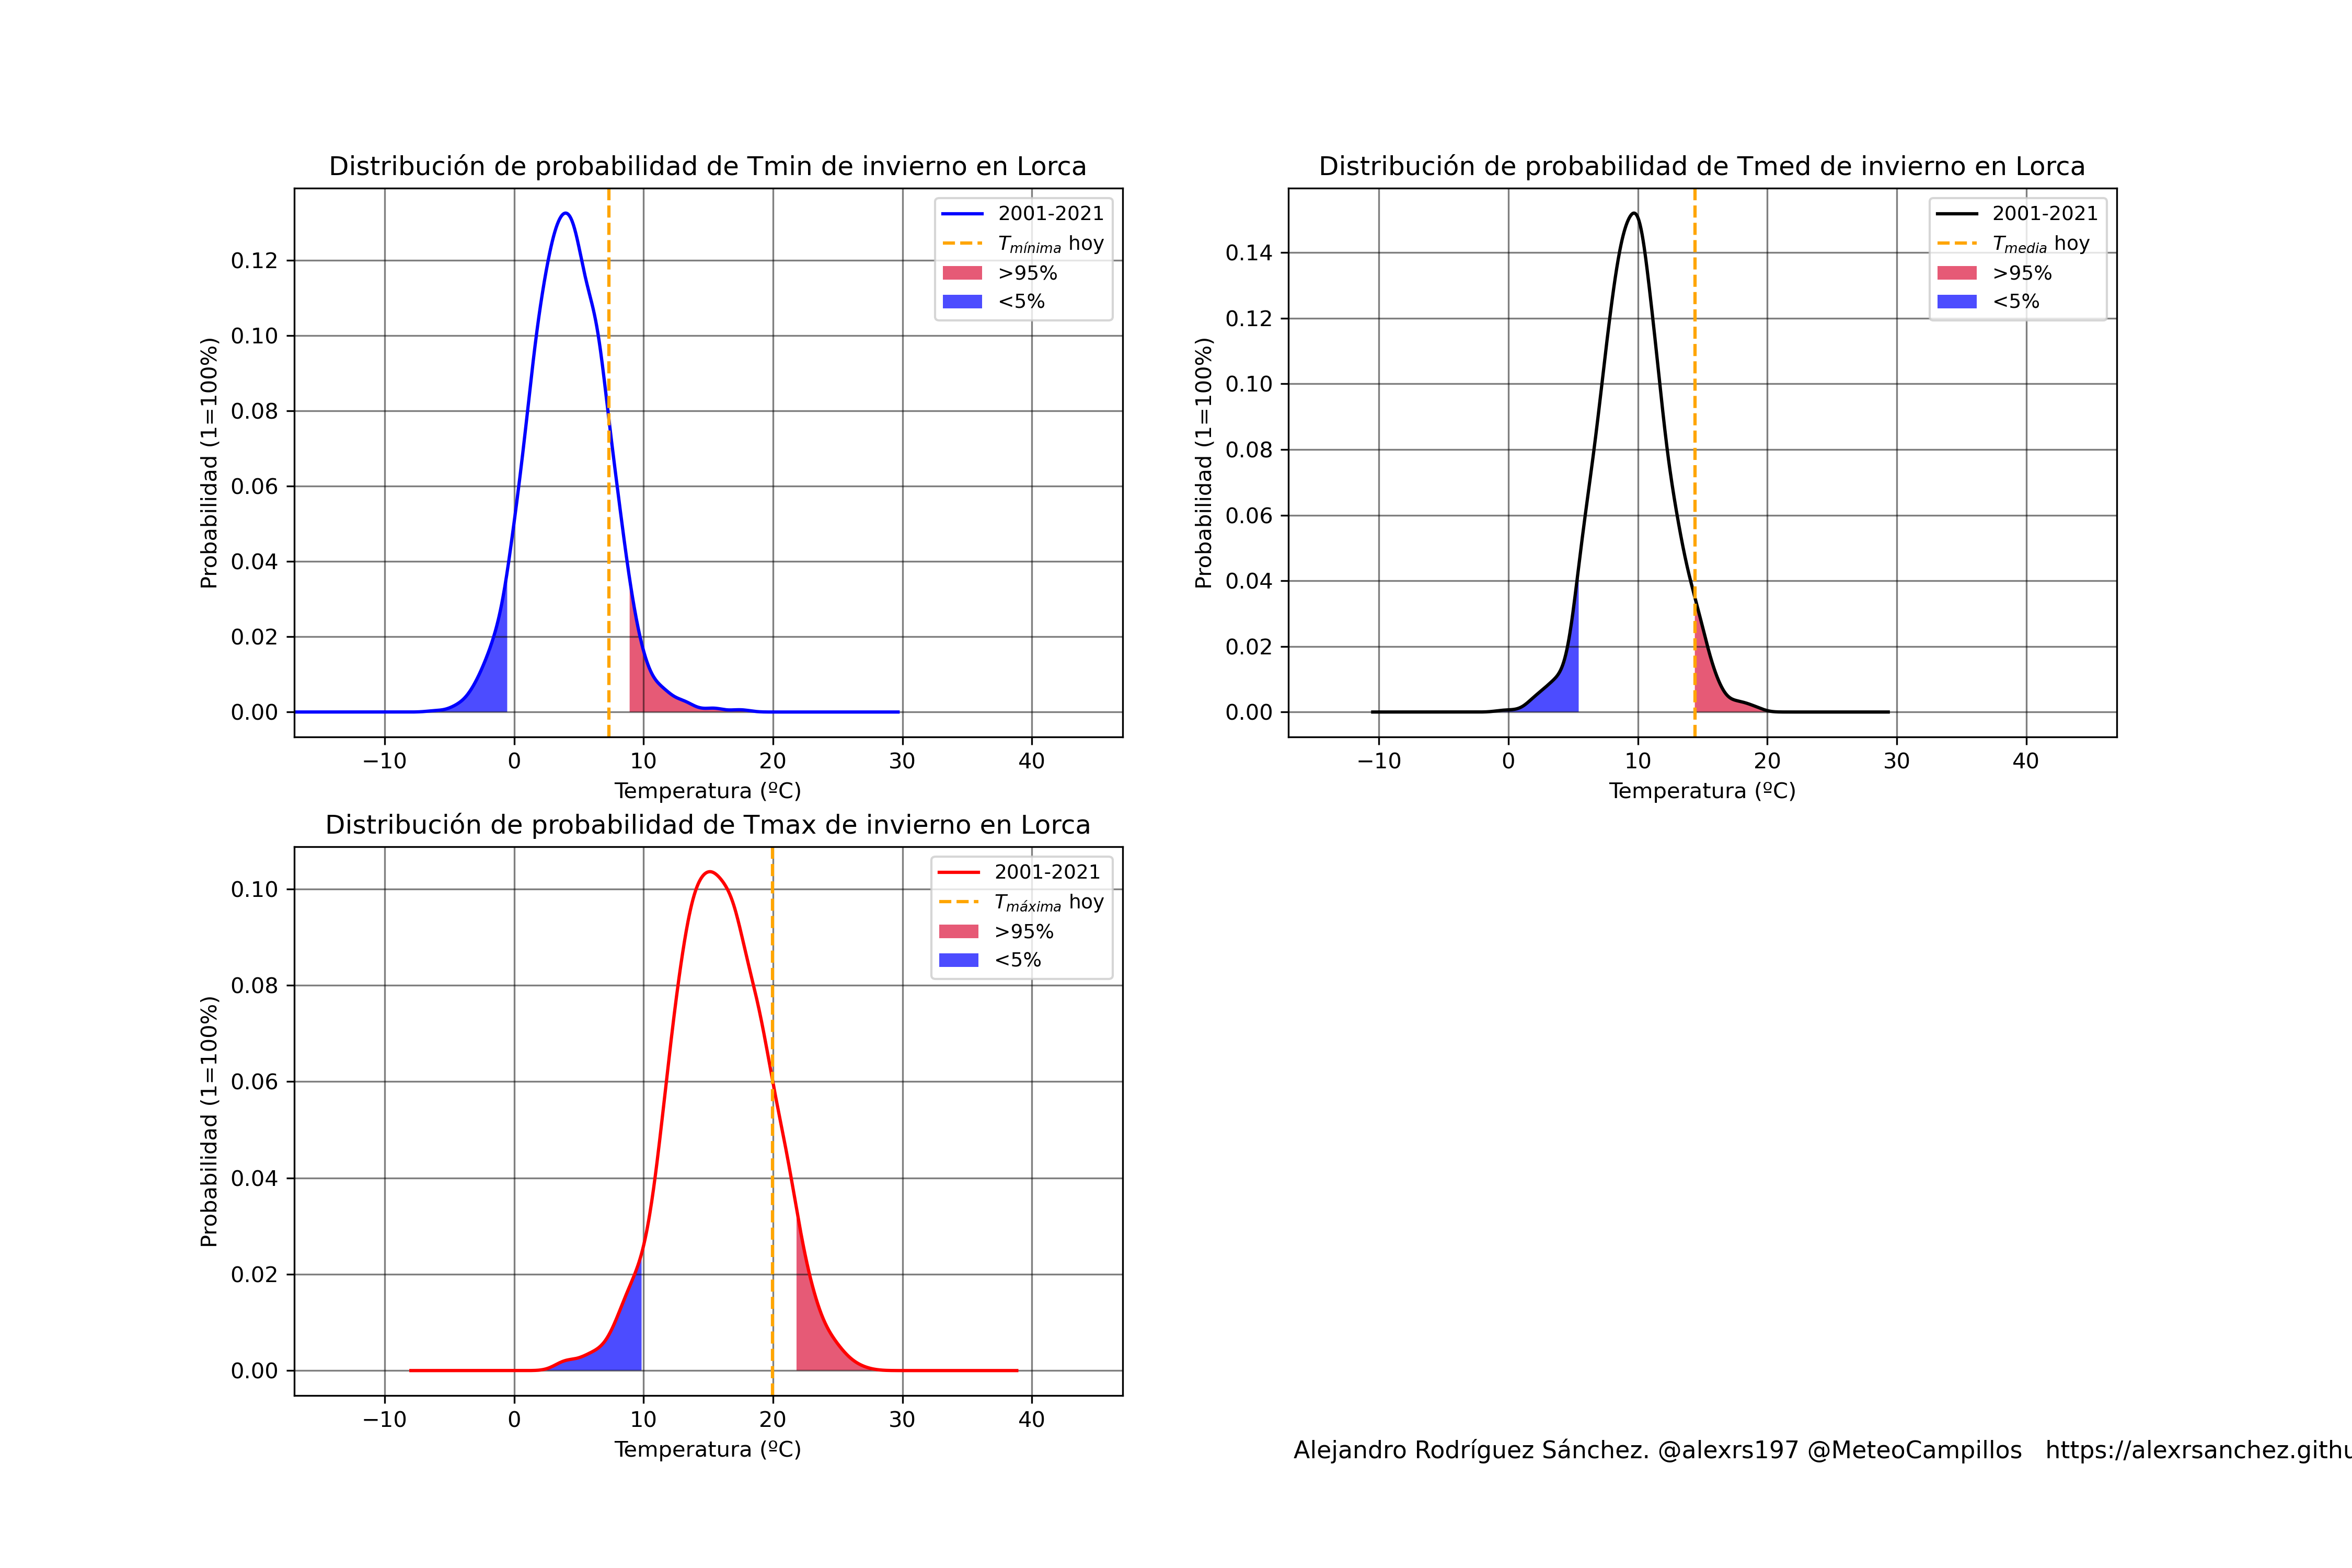 Distribución de probabilidad de Tmin de invierno en Lorca
Probabilidad (1=100%)
0.12
0.10
0.08
0.06
0.04
0.02
0.00
2001-2021
Tmínima hoy
>95%
<5%
−10 0 10 20 30 40
Temperatura (ºC)
Distribución de probabilidad de Tmed de invierno en Lorca
Probabilidad (1=100%)
0.14
0.12
0.10
0.08
0.06
0.04
0.02
0.00
2001-2021
Tmedia hoy
>95%
<5%
−10 0 10 20 30 40
Temperatura (ºC)
Distribución de probabilidad de Tmax de invierno en Lorca
Probabilidad (1=100%)
0.10
0.08
0.06
0.04
0.02
0.00
2001-2021
Tmáxima hoy
>95%
<5%
−10 0 10 20 30 40
Temperatura (ºC)
Alejandro Rodríguez Sánchez. @alexrs197 @MeteoCampillos https://alexrsanchez.githu